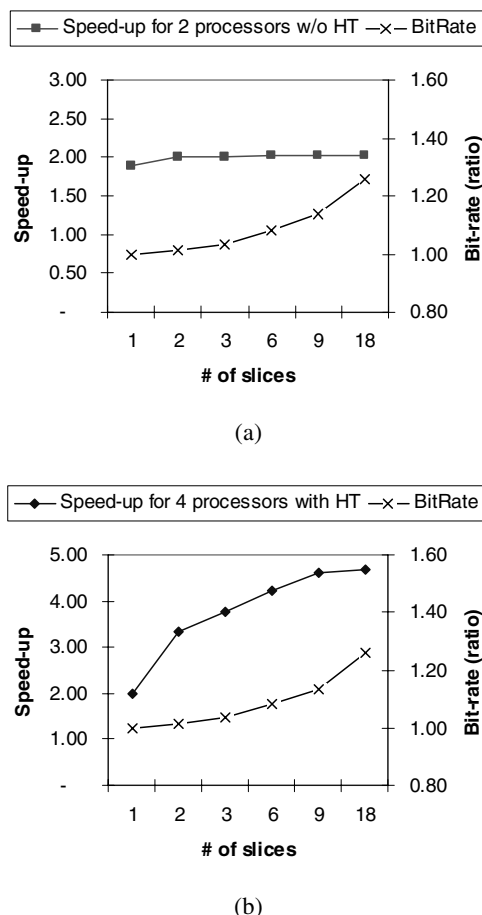 Speed-up for 2 processors w/o HT BitRate
3.00 1.60
2.50
2.00 1.40
1.50 1.20
1.00 1.00
0.50
- 0.80
Speed-up
Bit-rate (ratio)
1 2 3 6 9 18
# of slices
(a)
Speed-up for 4 processors with HT BitRate
5.00 1.60
4.00 1.40
3.00 1.20
2.00 1.00
1.00
- 0.80
Speed-up
Bit-rate (ratio)
1 2 3 6 9 18
# of slices
(b)